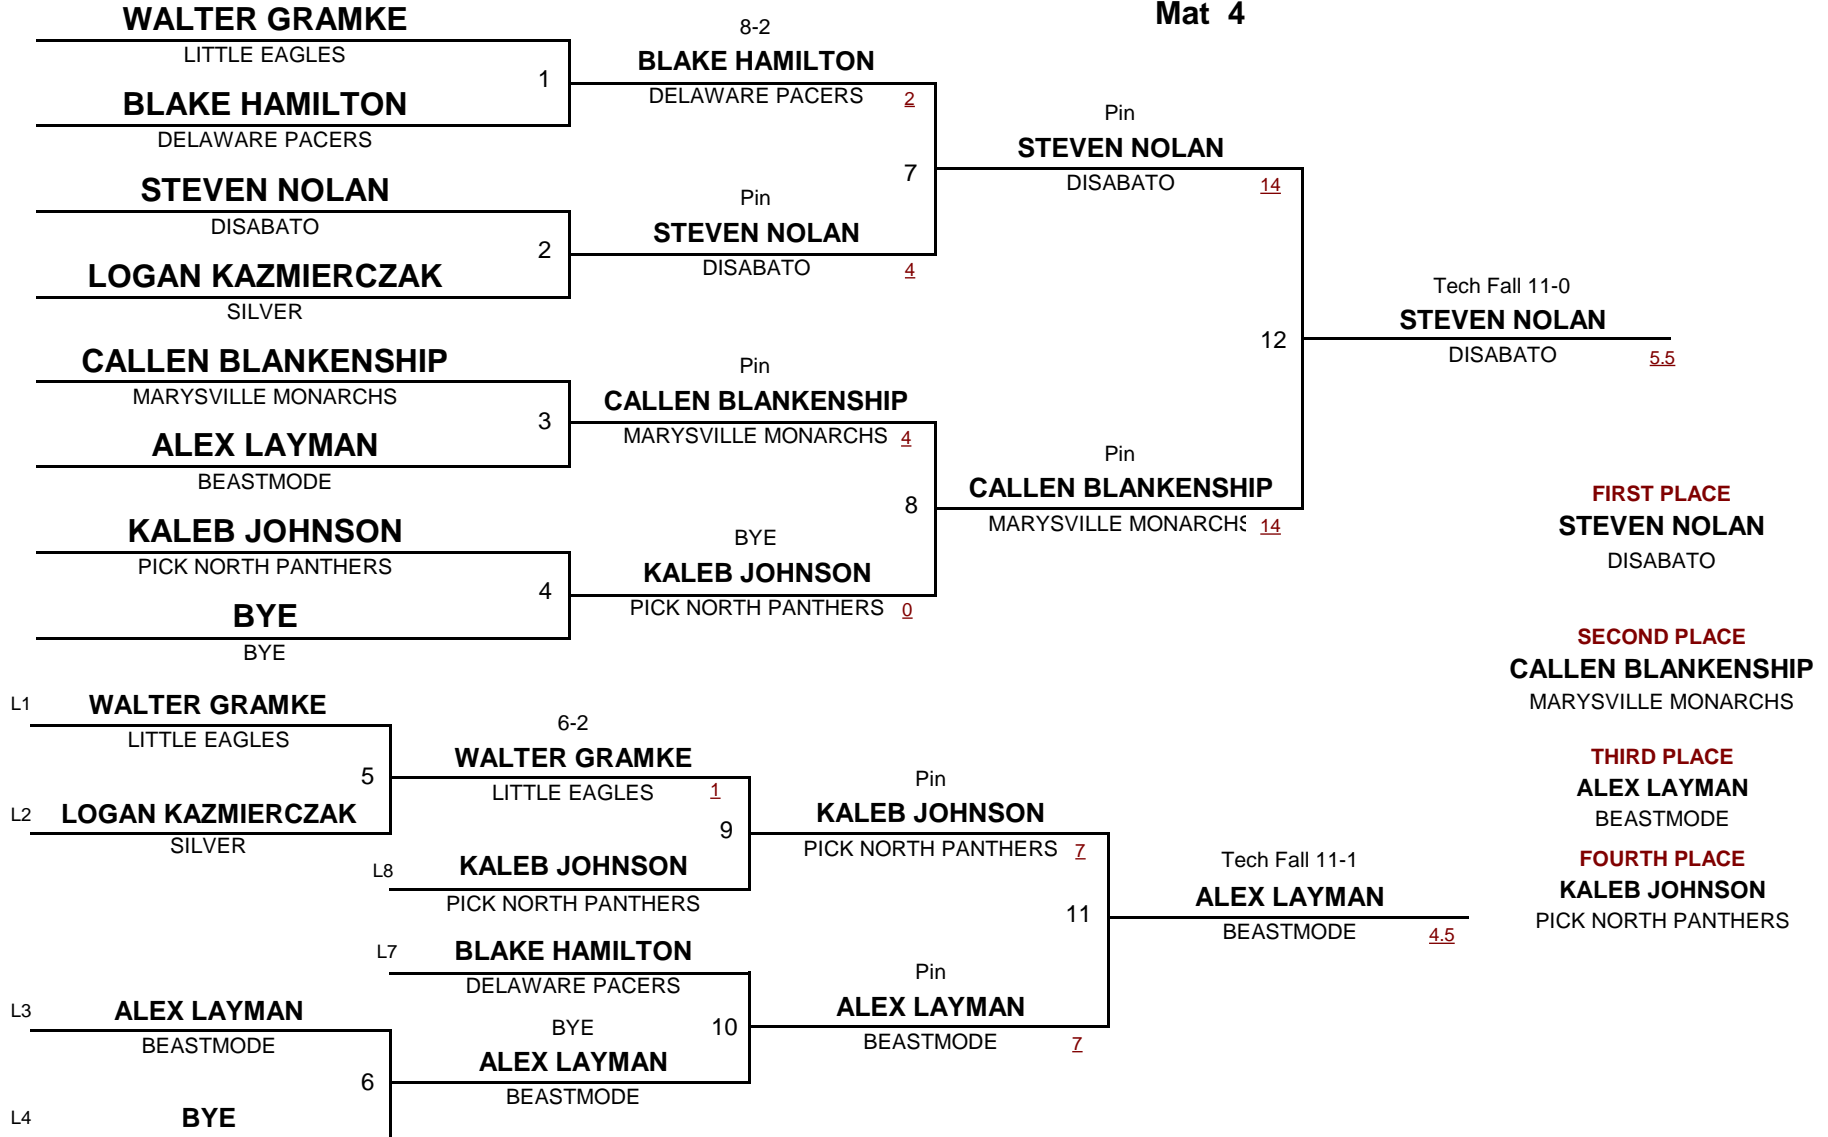 Mat 4
WALTER GRAMKE
LITTLE EAGLES
1
BLAKE HAMILTON
DELAWARE PACERS
8-2
BLAKE HAMILTON
DELAWARE PACERS 2
STEVEN NOLAN
DISABATO
2
LOGAN KAZMIERCZAK
SILVER
Pin
STEVEN NOLAN
DISABATO 4
7
Pin
STEVEN NOLAN
DISABATO 14
CALLEN BLANKENSHIP
MARYSVILLE MONARCHS
3
ALEX LAYMAN
BEASTMODE
Pin
CALLEN BLANKENSHIP
MARYSVILLE MONARCHS 4
KALEB JOHNSON
PICK NORTH PANTHERS
4
BYE
BYE
BYE
KALEB JOHNSON
PICK NORTH PANTHERS 0
8
Pin
CALLEN BLANKENSHIP
MARYSVILLE MONARCHS 14
12
Tech Fall 11-0
STEVEN NOLAN
DISABATO 5.5
FIRST PLACE
STEVEN NOLAN
DISABATO
SECOND PLACE
CALLEN BLANKENSHIP
MARYSVILLE MONARCHS
THIRD PLACE
ALEX LAYMAN
BEASTMODE
FOURTH PLACE
KALEB JOHNSON
PICK NORTH PANTHERS
L1 WALTER GRAMKE
LITTLE EAGLES
5
L2 LOGAN KAZMIERCZAK
SILVER
6-2
WALTER GRAMKE
LITTLE EAGLES 1
9
L8 KALEB JOHNSON
PICK NORTH PANTHERS
Pin
KALEB JOHNSON
PICK NORTH PANTHERS 7
L7 BLAKE HAMILTON
DELAWARE PACERS
L3 ALEX LAYMAN
BEASTMODE
6
L4 BYE
BYE
ALEX LAYMAN
BEASTMODE
10
Pin
ALEX LAYMAN
BEASTMODE 7
11
Tech Fall 11-1
ALEX LAYMAN
BEASTMODE 4.5